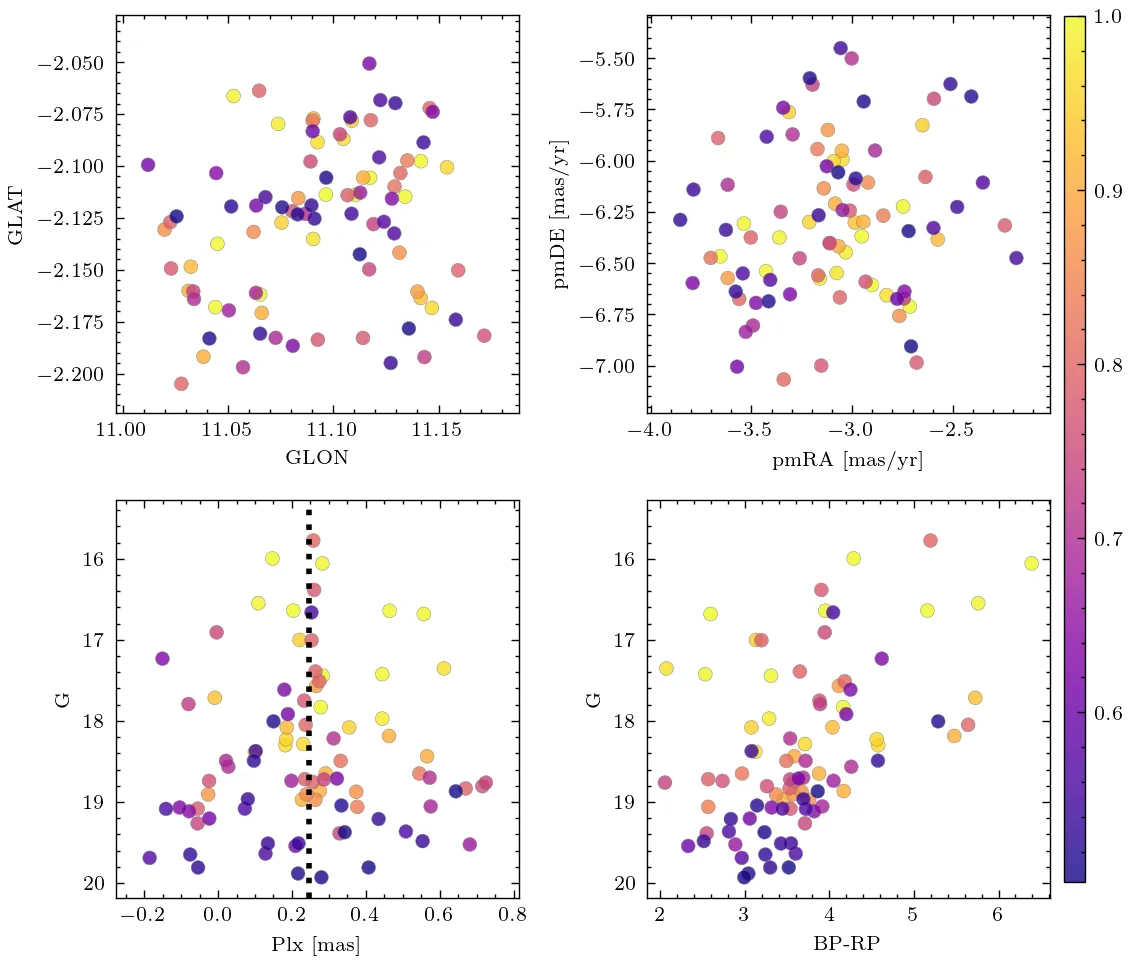 −2.050
−2.075
−2.100
−2.125
−2.150
−2.175
−2.200
GLAT
11.00 11.05 11.10 11.15
GLON
−5.50
−5.75
−6.00
−6.25
−6.50
−6.75
−7.00
pmDE [mas/yr]
−4.0 −3.5 −3.0 −2.5
pmRA [mas/yr]
16
17
18
19
20
G
−0.2 0.0 0.2 0.4 0.6 0.8
Plx [mas]
16
17
18
19
20
G
2 3 4 5 6
BP-RP
1.0
0.9
0.8
0.7
0.6